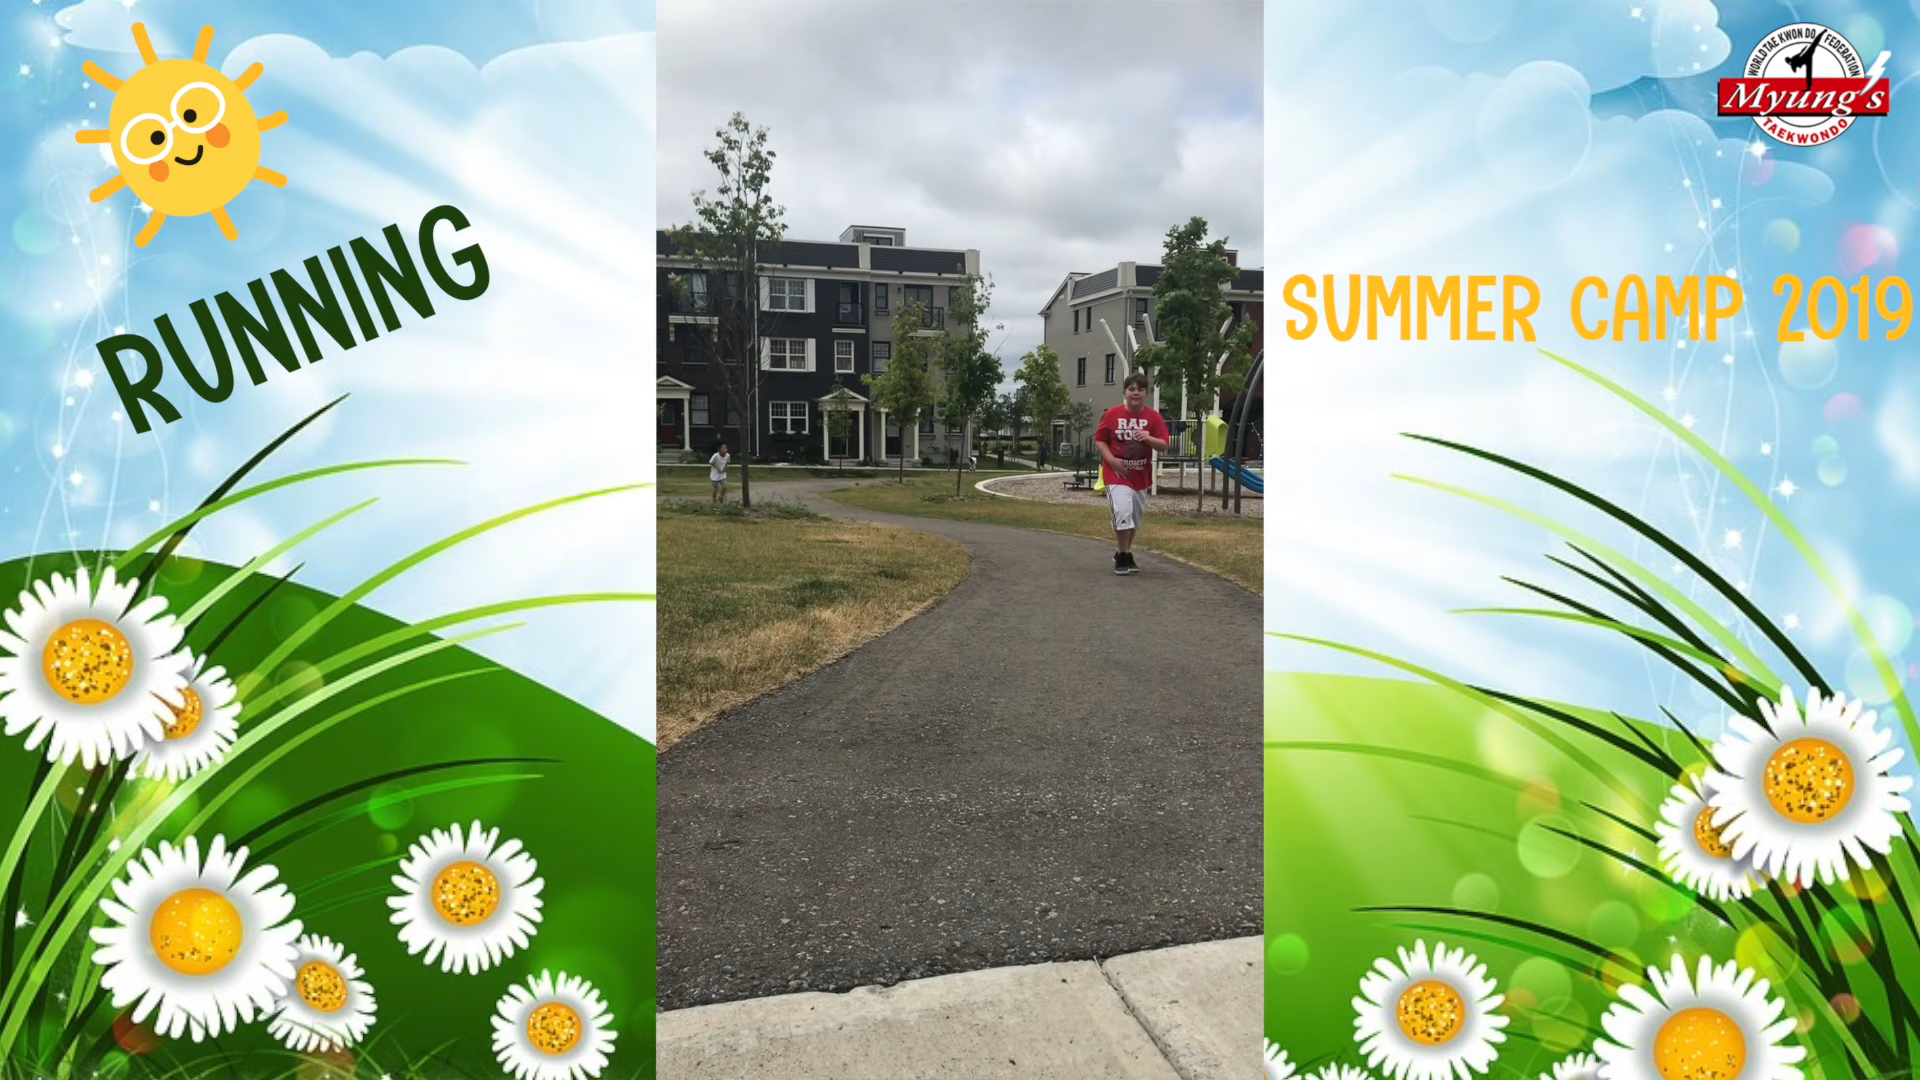 RUNNING
SUMMER CAMP 2019
WORLD TAE KWON DO FEDERATION
Myung's
TAEKWONDO
RAP